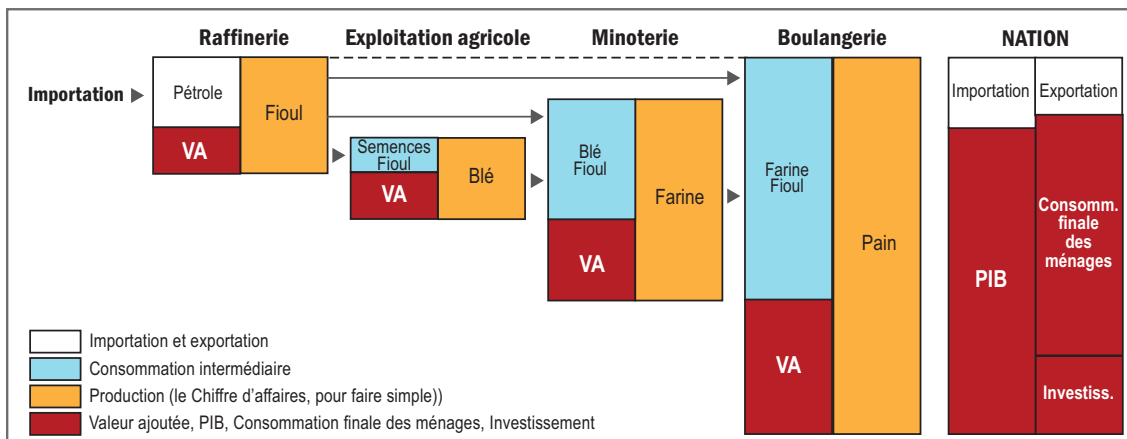 Raffinerie
Exploitation agricole
Minoterie
Boulangerie
NATION
Importation
Pétrole
VA
Fioul
Semences
Fioul
VA
Blé
Blé
Fioul
VA
Farine
Farine
Fioul
VA
Pain
Importation
Exportation
PIB
Consomm.
finale
des
ménages
Investiss.
Importation et exportation
Consommation intermédiaire
Production (le Chiffre d'affaires, pour faire simple))
Valeur ajoutée, PIB, Consommation finale des ménages, Investissement